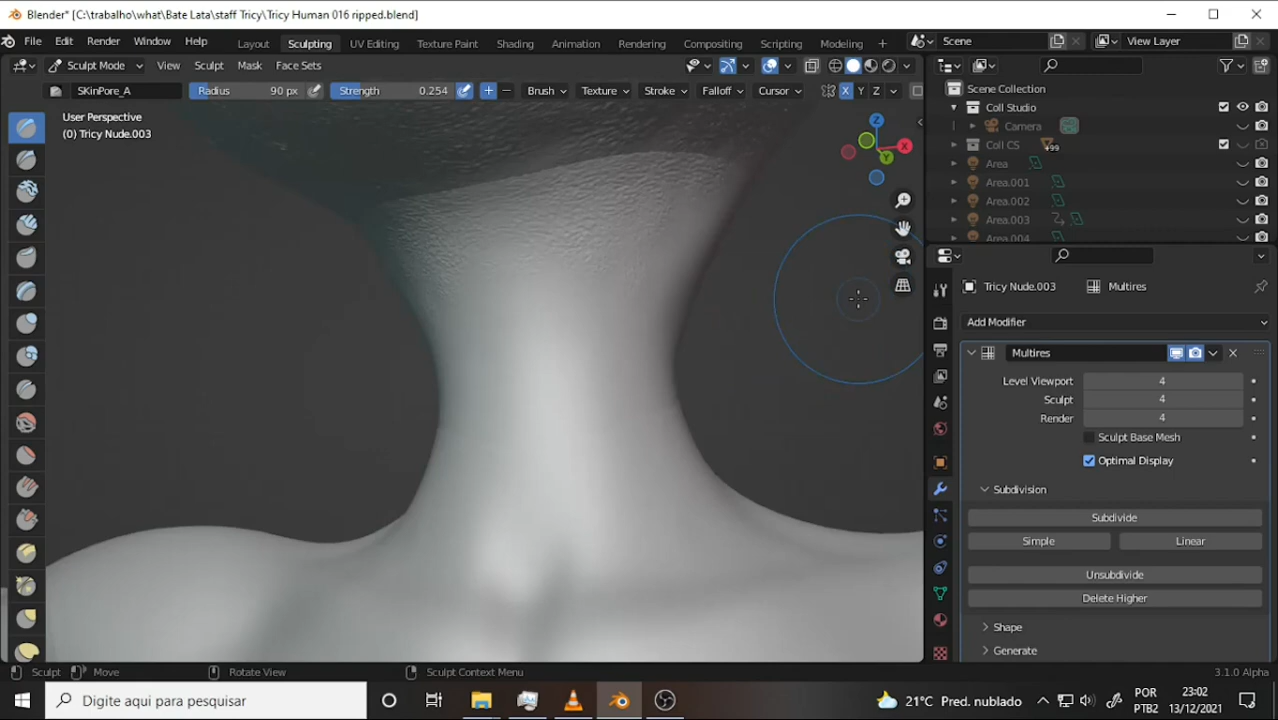 Blender* [C:\trabalho\what\Bate Lata\staff Tricy\Tricy Human 016 ripped.blend]
File Edit Render Window Help Layout Sculpting UV Editing Texture Paint Shading Animation Rendering Compositing Scripting Modeling + Scene View Layer
Sculpt Mode View Sculpt Mask Face Sets
SKinPore_A Radius 90 px Strength 0.254 + − Brush Texture Stroke Falloff Cursor X Y Z
User Perspective
(0) Tricy Nude.003
Z
X
Y
Scene Collection
Coll Studio
Camera
Coll CS +99
Area
Area.001
Area.002
Area.003
Area.004
Tricy Nude.003 Multires
Add Modifier
Multires
Level Viewport 4
Sculpt 4
Render 4
Sculpt Base Mesh
Optimal Display
Subdivision
Subdivide
Simple Linear
Unsubdivide
Delete Higher
Shape
Generate
Sculpt Move Rotate View Sculpt Context Menu 3.1.0 Alpha
Digite aqui para pesquisar 21°C Pred. nublado POR 23:02
PTB2 13/12/2021